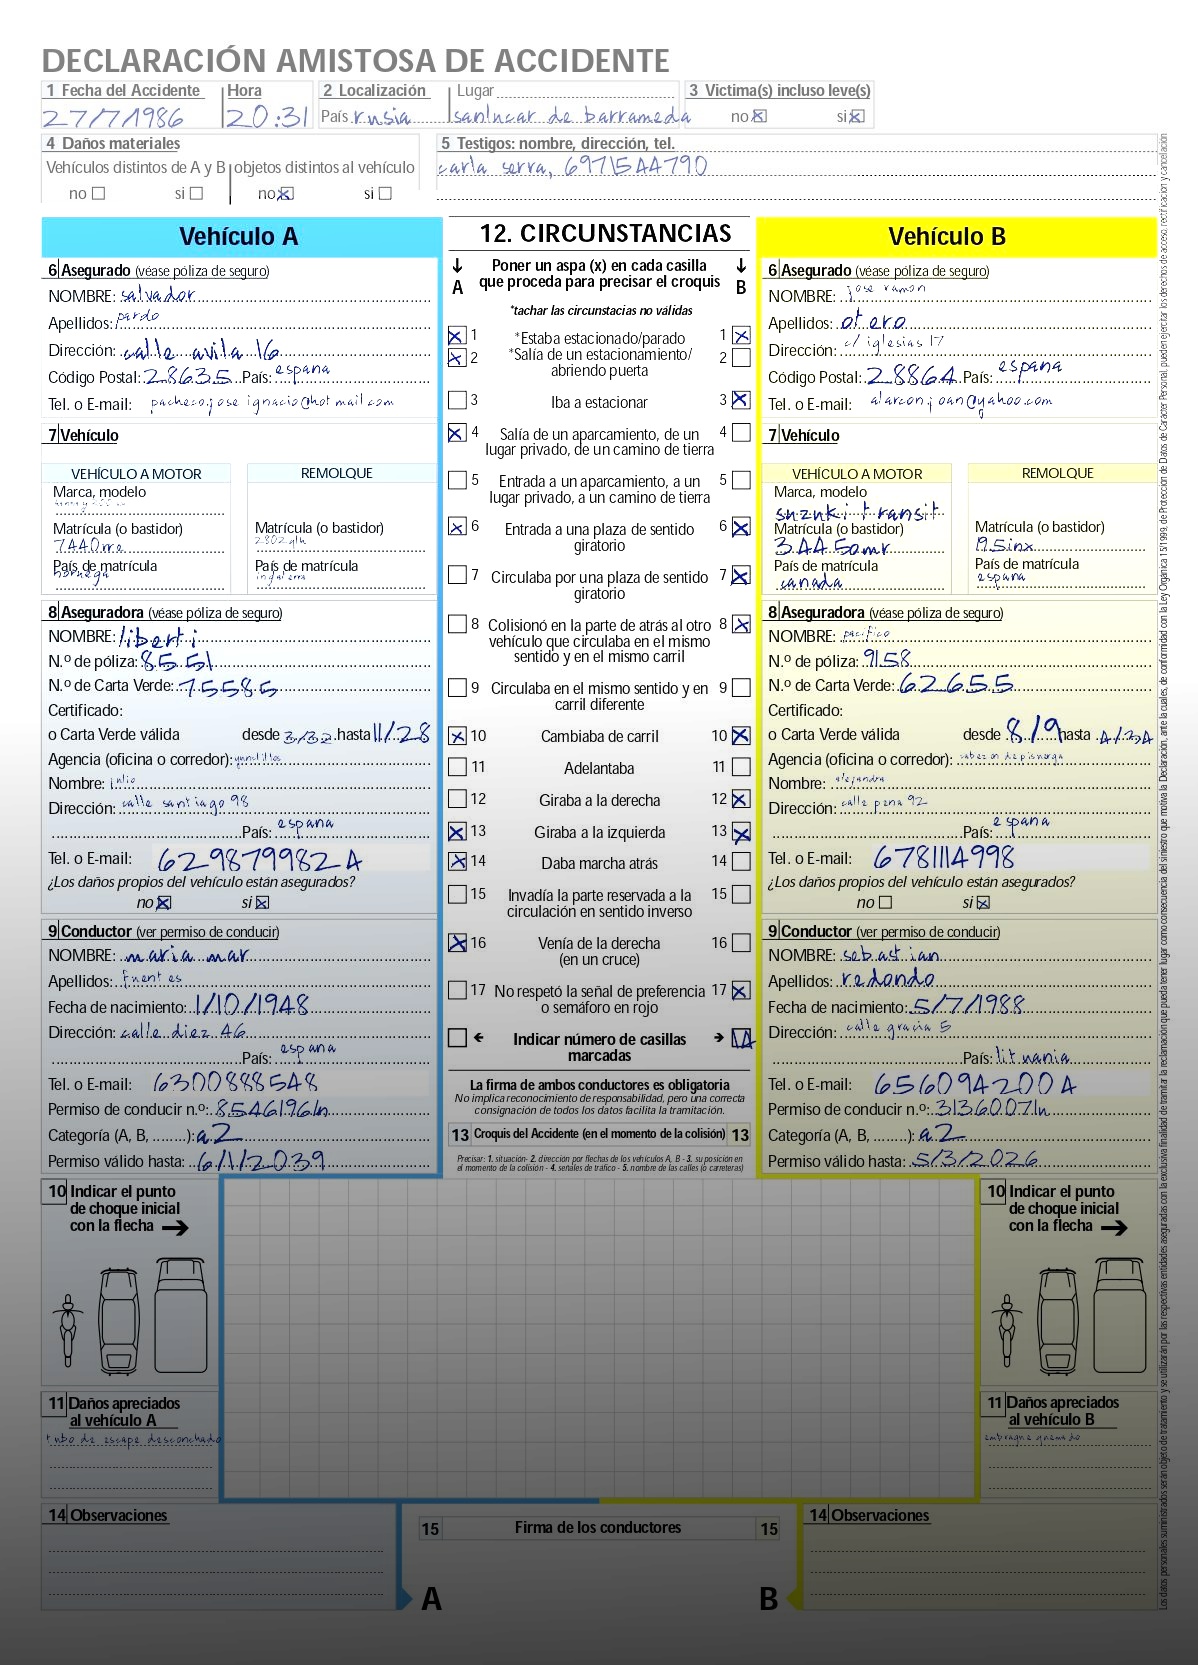 DECLARACIÓN AMISTOSA DE ACCIDENTE
1 Fecha del Accidente Hora 2 Localización Lugar 3 Victima(s) incluso leve(s)
27/7/1986 20:31 País rusia sanlucar de barrameda no si
4 Daños materiales 5 Testigos: nombre, dirección, tel.
Vehículos distintos de A y B objetos distintos al vehículo carla serra, 6971544790
no si no si
Vehículo A
6 Asegurado (véase póliza de seguro)
NOMBRE: salvador
Apellidos: pardo
Dirección: calle avila 16
Código Postal: 28635 País: espana
Tel. o E-mail: pacheco.jose ignacio@hotmail.com
7 Vehículo
VEHÍCULO A MOTOR REMOLQUE
Marca, modelo
Matrícula (o bastidor) Matrícula (o bastidor)
7440rre 2802glh
País de matrícula País de matrícula
noruega inglaterra
8 Aseguradora (véase póliza de seguro)
NOMBRE: liberti
N.º de póliza: 8551
N.º de Carta Verde: 75585
Certificado:
o Carta Verde válida desde 3/32 hasta 11/28
Agencia (oficina o corredor):
Nombre: julio
Dirección: calle santiago 98
País: espana
Tel. o E-mail: 629879982 4
¿Los daños propios del vehículo están asegurados?
no si
9 Conductor (ver permiso de conducir)
NOMBRE: maria mar
Apellidos: fuentes
Fecha de nacimiento: 1/10/1948
Dirección: calle diez 46
País: espana
Tel. o E-mail: 6300888548
Permiso de conducir n.º: 8546196ln
Categoría (A, B, ........): a2
Permiso válido hasta: 6/1/2039
12. CIRCUNSTANCIAS
Poner un aspa (x) en cada casilla
A que proceda para precisar el croquis B
*tachar las circunstacias no válidas
1 *Estaba estacionado/parado 1
2 *Salía de un estacionamiento/ 2
abriendo puerta
3 Iba a estacionar 3
4 Salía de un aparcamiento, de un 4
lugar privado, de un camino de tierra
5 Entrada a un aparcamiento, a un 5
lugar privado, a un camino de tierra
6 Entrada a una plaza de sentido 6
giratorio
7 Circulaba por una plaza de sentido 7
giratorio
8 Colisionó en la parte de atrás al otro 8
vehículo que circulaba en el mismo
sentido y en el mismo carril
9 Circulaba en el mismo sentido y en 9
carril diferente
10 Cambiaba de carril 10
11 Adelantaba 11
12 Giraba a la derecha 12
13 Giraba a la izquierda 13
14 Daba marcha atrás 14
15 Invadía la parte reservada a la 15
circulación en sentido inverso
16 Venía de la derecha 16
(en un cruce)
17 No respetó la señal de preferencia 17
o semáforo en rojo
Indicar número de casillas 14
marcadas
La firma de ambos conductores es obligatoria
No implica reconocimiento de responsabilidad, pero una correcta
consignación de todos los datos facilita la tramitación.
13 Croquis del Accidente (en el momento de la colisión) 13
Precisar: 1. situación- 2. dirección por flechas de los vehículos A, B - 3. su posición en
el momento de la colisión - 4. señales de tráfico - 5. nombre de las calles (o carreteras)
Vehículo B
6 Asegurado (véase póliza de seguro)
NOMBRE: jose ramon
Apellidos: otero
Dirección: c/ iglesias 17
Código Postal: 28864 País: espana
Tel. o E-mail: alarcon.joan@yahoo.com
7 Vehículo
VEHÍCULO A MOTOR REMOLQUE
Marca, modelo
suzuki transit
Matrícula (o bastidor) Matrícula (o bastidor)
3445amr 195inx
País de matrícula País de matrícula
canada espana
8 Aseguradora (véase póliza de seguro)
NOMBRE: pacifico
N.º de póliza: 9158
N.º de Carta Verde: 62655
Certificado:
o Carta Verde válida desde 8/9 hasta 4/34
Agencia (oficina o corredor): cabezon de pisuerga
Nombre: alejandra
Dirección: calle pena 92
País: espana
Tel. o E-mail: 6781114998
¿Los daños propios del vehículo están asegurados?
no si
9 Conductor (ver permiso de conducir)
NOMBRE: sebastian
Apellidos: redondo
Fecha de nacimiento: 5/7/1988
Dirección: calle gracia 5
País: lituania
Tel. o E-mail: 656094200 4
Permiso de conducir n.º: 3136007ln
Categoría (A, B, ........): a2
Permiso válido hasta: 5/3/2026
10 Indicar el punto
de choque inicial
con la flecha
11 Daños apreciados
al vehículo A
tubo de escape desconchado
14 Observaciones
10 Indicar el punto
de choque inicial
con la flecha
11 Daños apreciados
al vehículo B
embrague quemado
14 Observaciones
15 Firma de los conductores 15
A B
Los datos personales suministrados serán objeto de tratamiento y se utilizarán por las respectivas entidades aseguradas con la exclusiva finalidad de tramitar la reclamación que pueda tener lugar como consecuencia del siniestro que motiva la Declaración, ante la cuales, de conformidad con la Ley Orgánica 15/1999, de Protección de Datos de Carácter Personal, pueden ejercitar los derechos de acceso, rectificación y cancelación